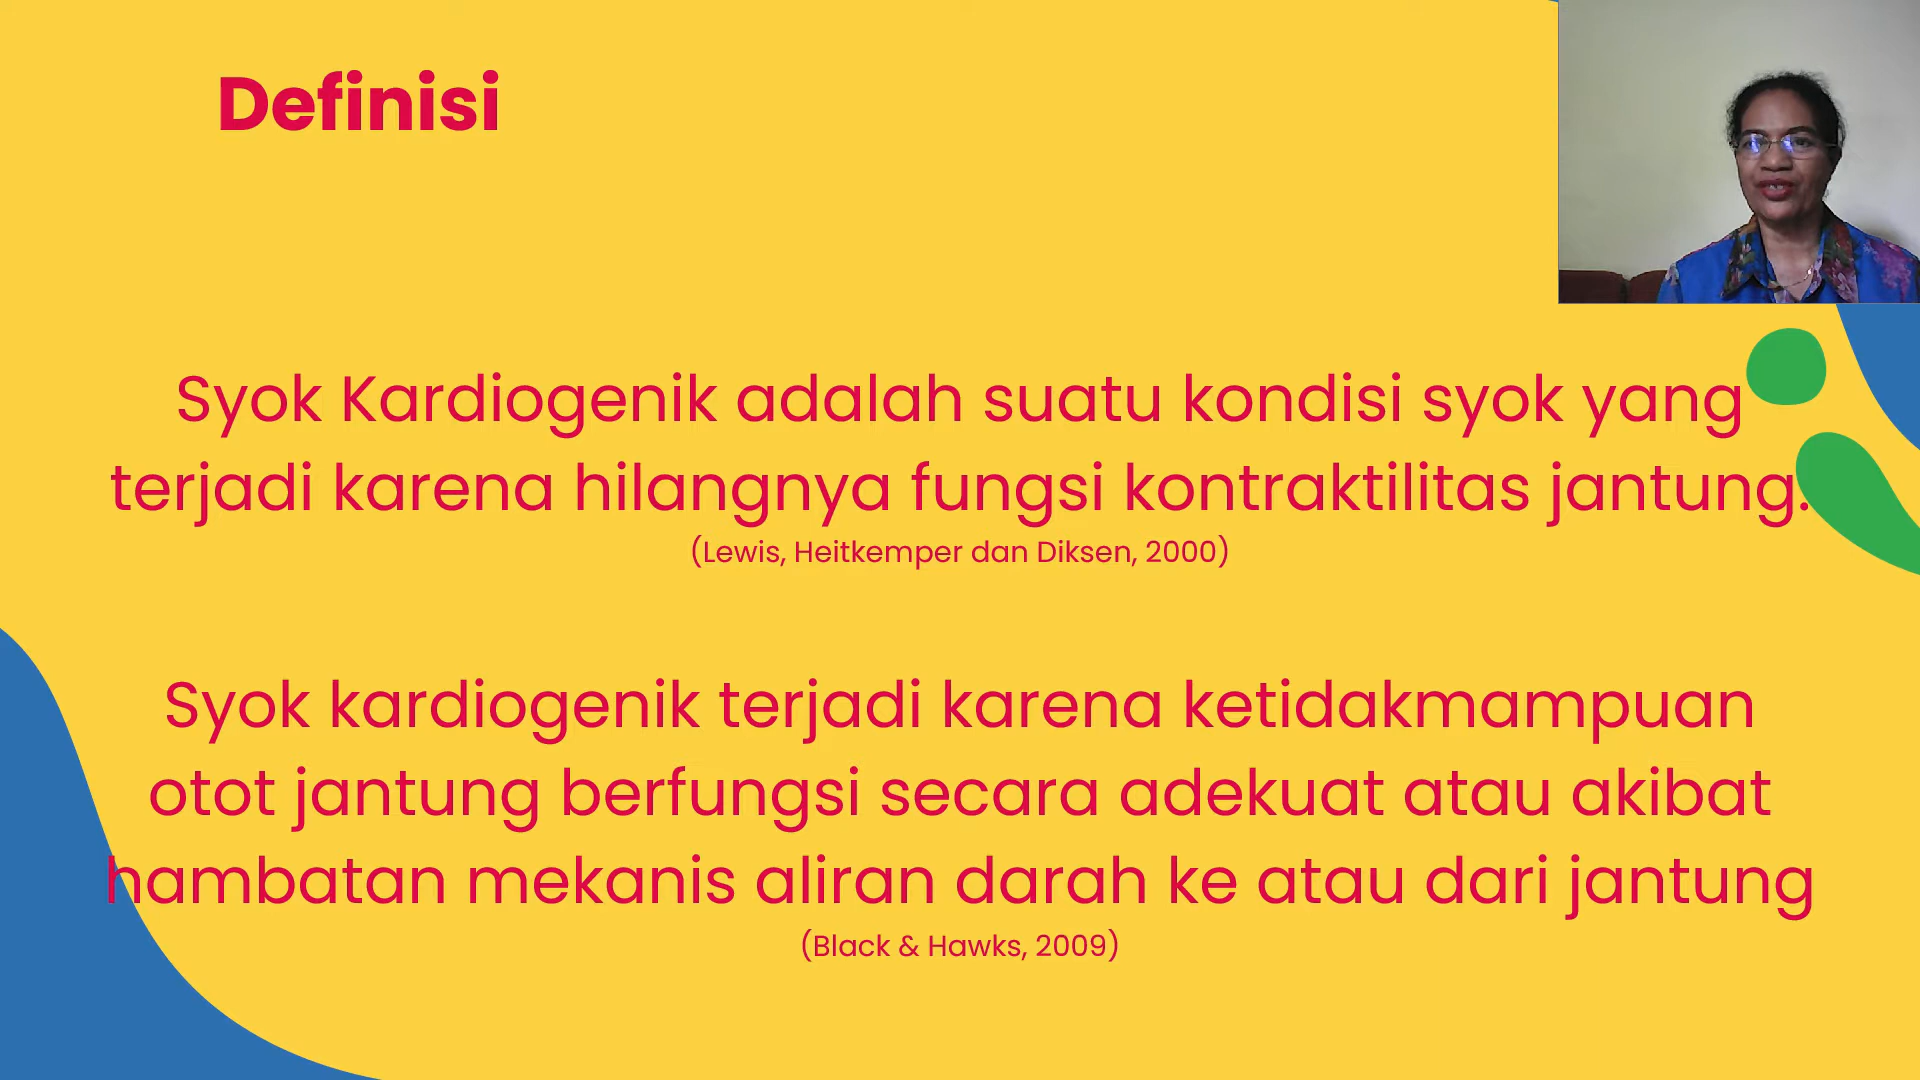 Definisi
Syok Kardiogenik adalah suatu kondisi syok yang
terjadi karena hilangnya fungsi kontraktilitas jantung.
(Lewis, Heitkemper dan Diksen, 2000)
Syok kardiogenik terjadi karena ketidakmampuan
otot jantung berfungsi secara adekuat atau akibat
hambatan mekanis aliran darah ke atau dari jantung
(Black & Hawks, 2009)